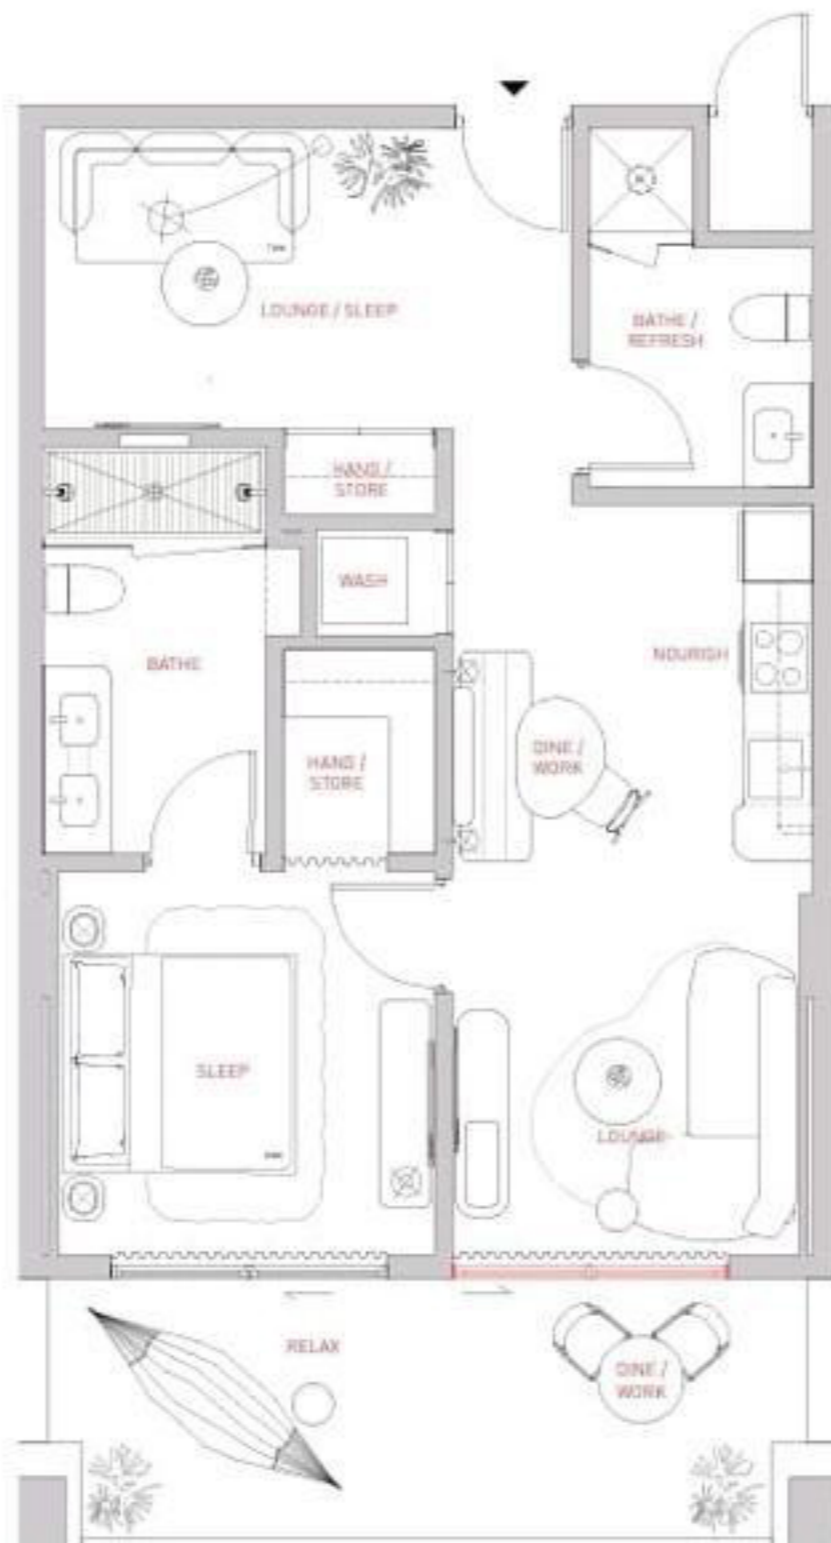 LOUNGE / SLEEP
BATHE /
REFRESH
HANG /
STORE
WASH
BATHE
NOURISH
HANG /
STORE
DINE /
WORK
SLEEP
LOUNGE
RELAX
DINE /
WORK